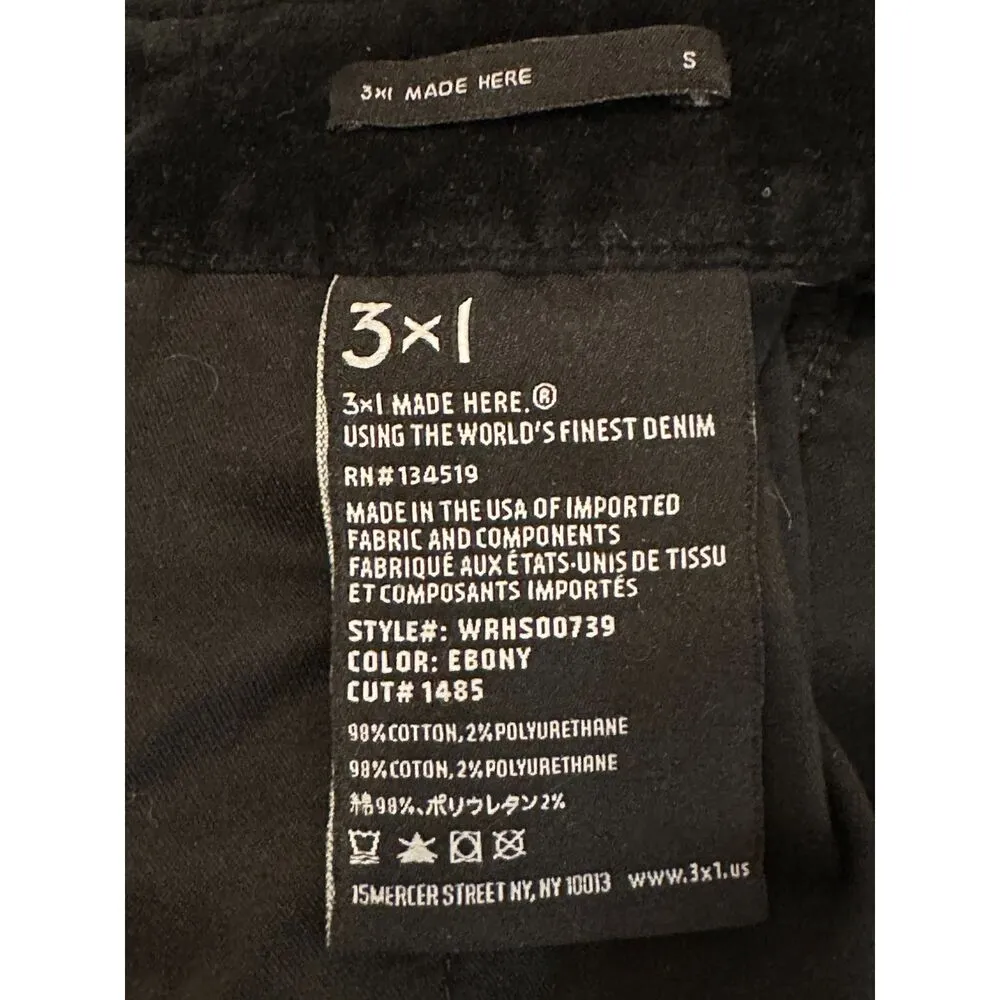 3×1 MADE HERE
S
3×1
3×1 MADE HERE.®
USING THE WORLD'S FINEST DENIM
RN# 134519
MADE IN THE USA OF IMPORTED
FABRIC AND COMPONENTS
FABRIQUÉ AUX ÉTATS-UNIS DE TISSU
ET COMPOSANTS IMPORTÉS
STYLE#: WRHS00739
COLOR: EBONY
CUT# 1485
98% COTTON, 2% POLYURETHANE
98% COTON, 2% POLYURETHANE
綿98%、ポリウレタン2%
15 MERCER STREET NY, NY 10013 www.3x1.us